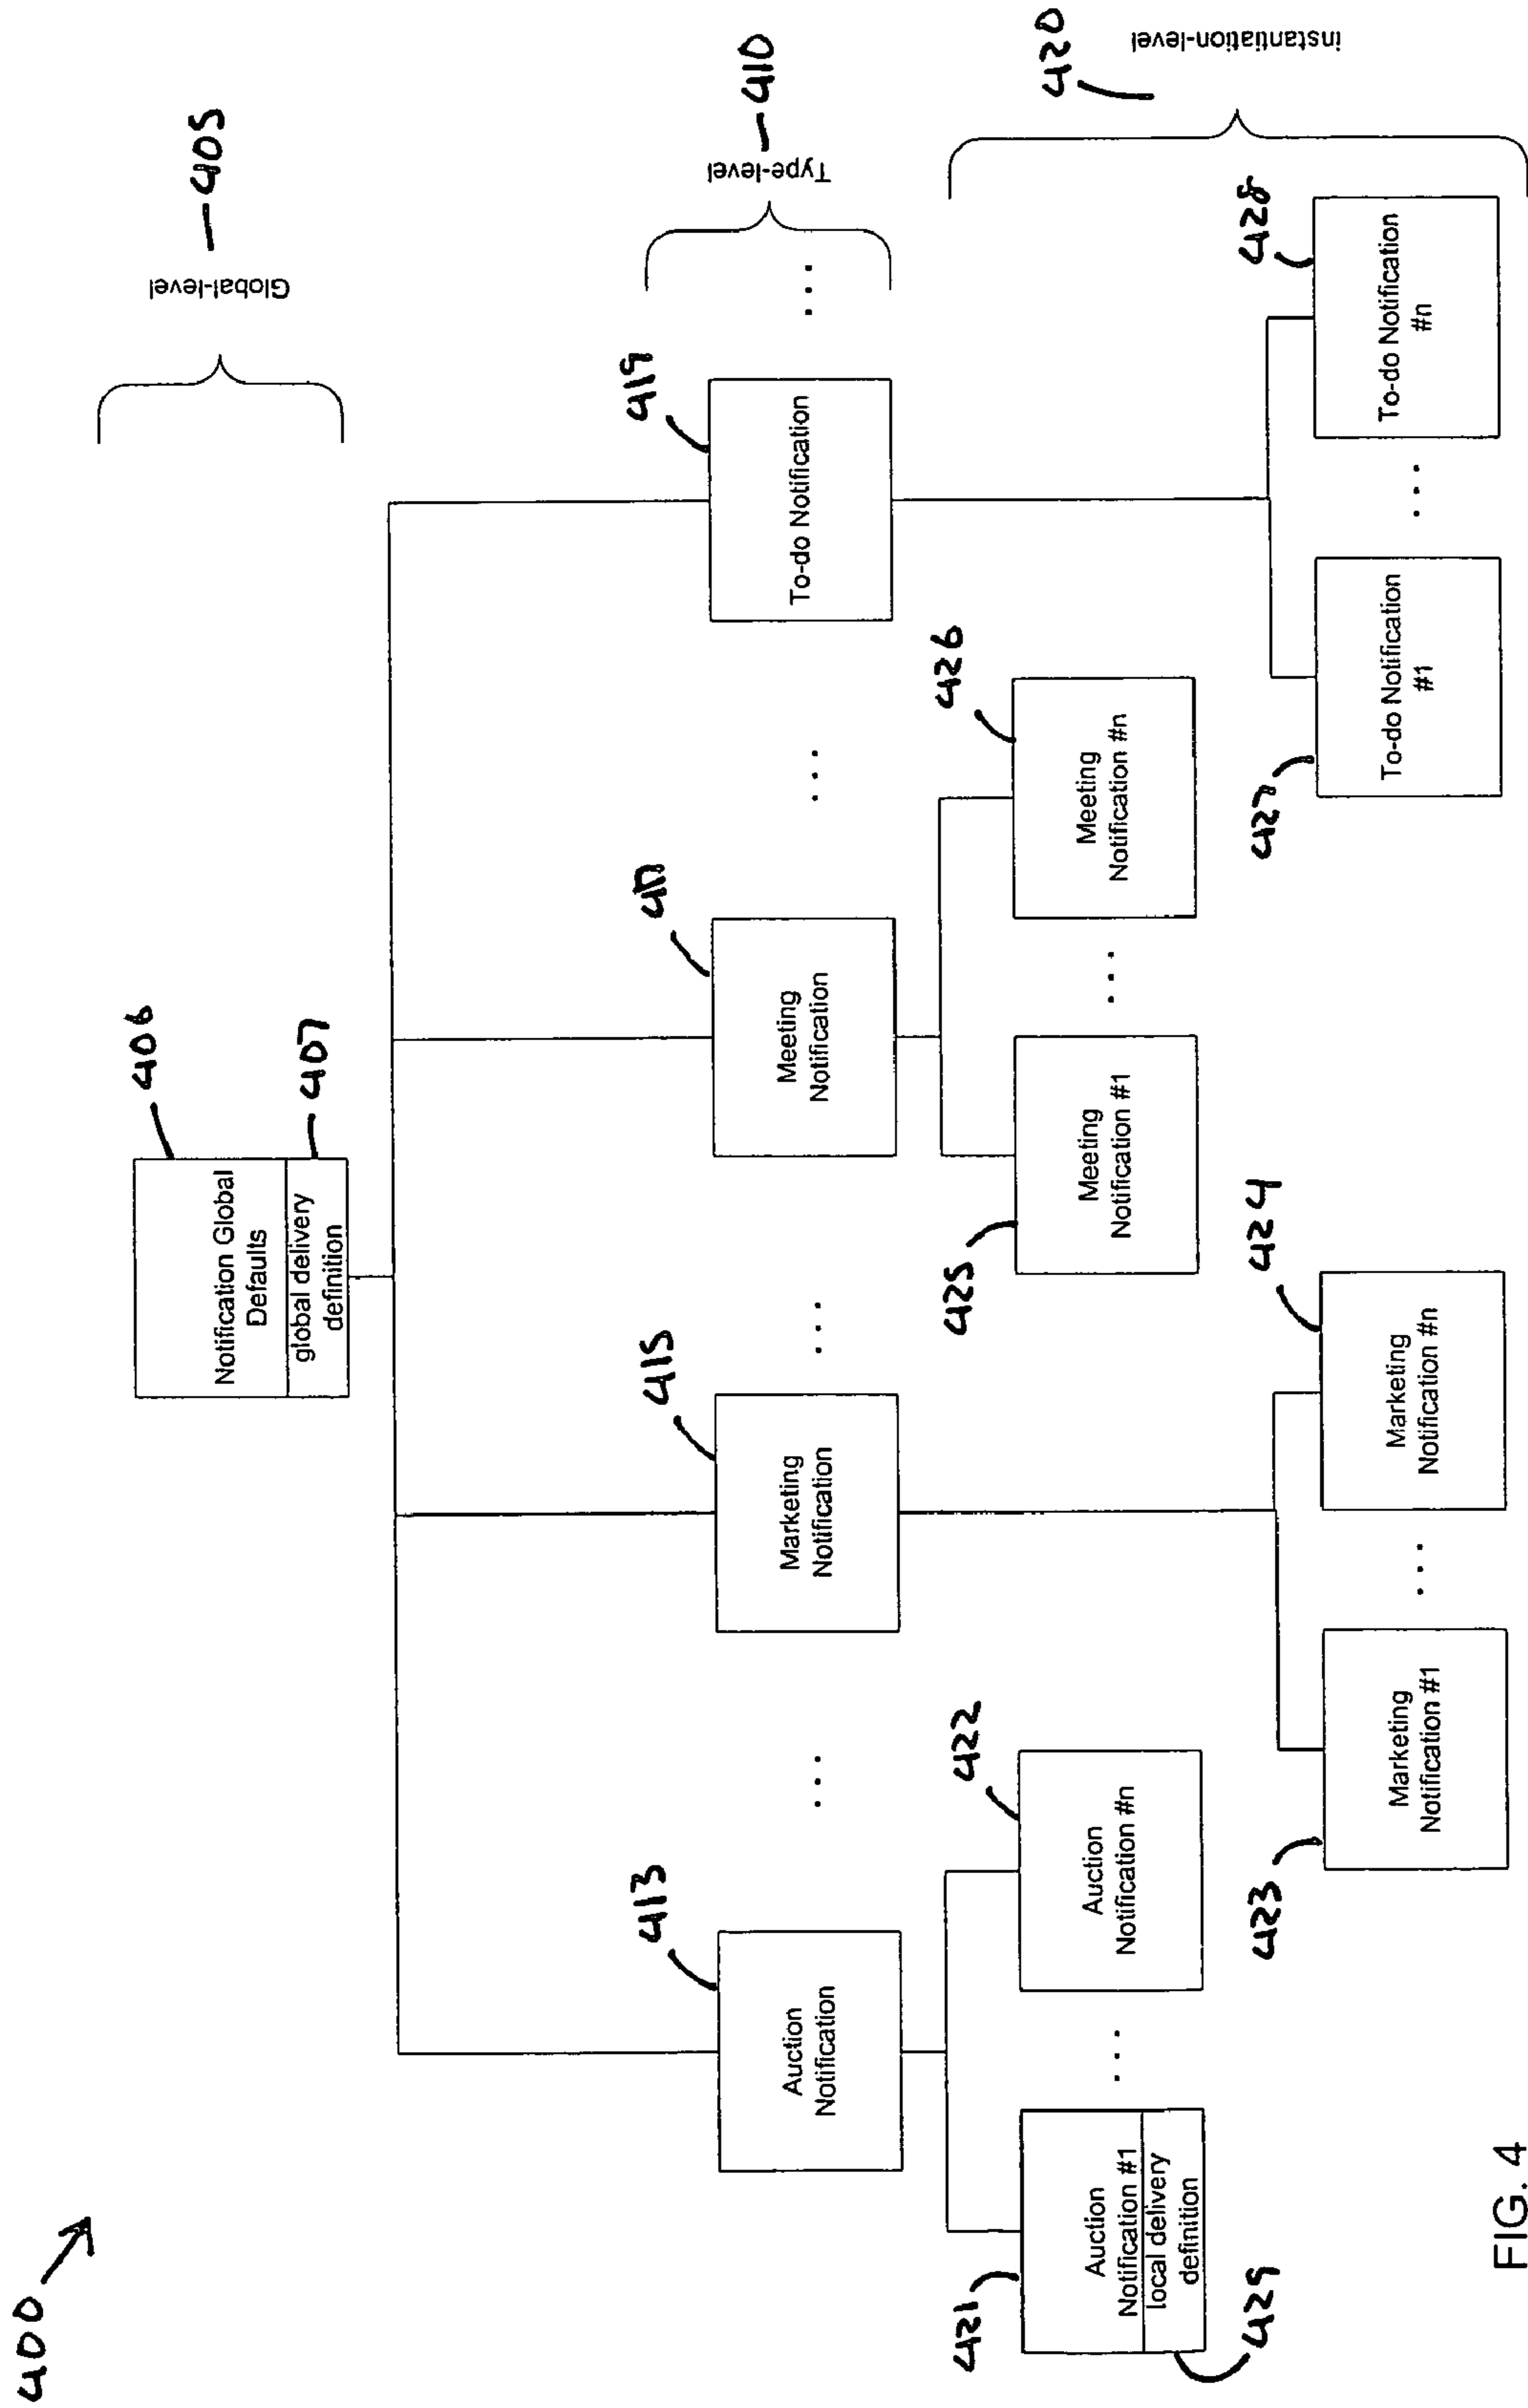 400
405
Global-level
406
Notification Global
Defaults
407
global delivery
definition
410
Type-level
413
Auction
Notification
. . .
415
Marketing
Notification
. . .
417
Meeting
Notification
. . .
419
To-do Notification
. . .
420
instantiation-level
421
Auction
Notification #1
local delivery
definition
429
. . .
422
Auction
Notification #n
425
Meeting
Notification #1
. . .
426
Meeting
Notification #n
423
Marketing
Notification #1
. . .
424
Marketing
Notification #n
427
To-do Notification
#1
. . .
428
To-do Notification
#n
FIG. 4